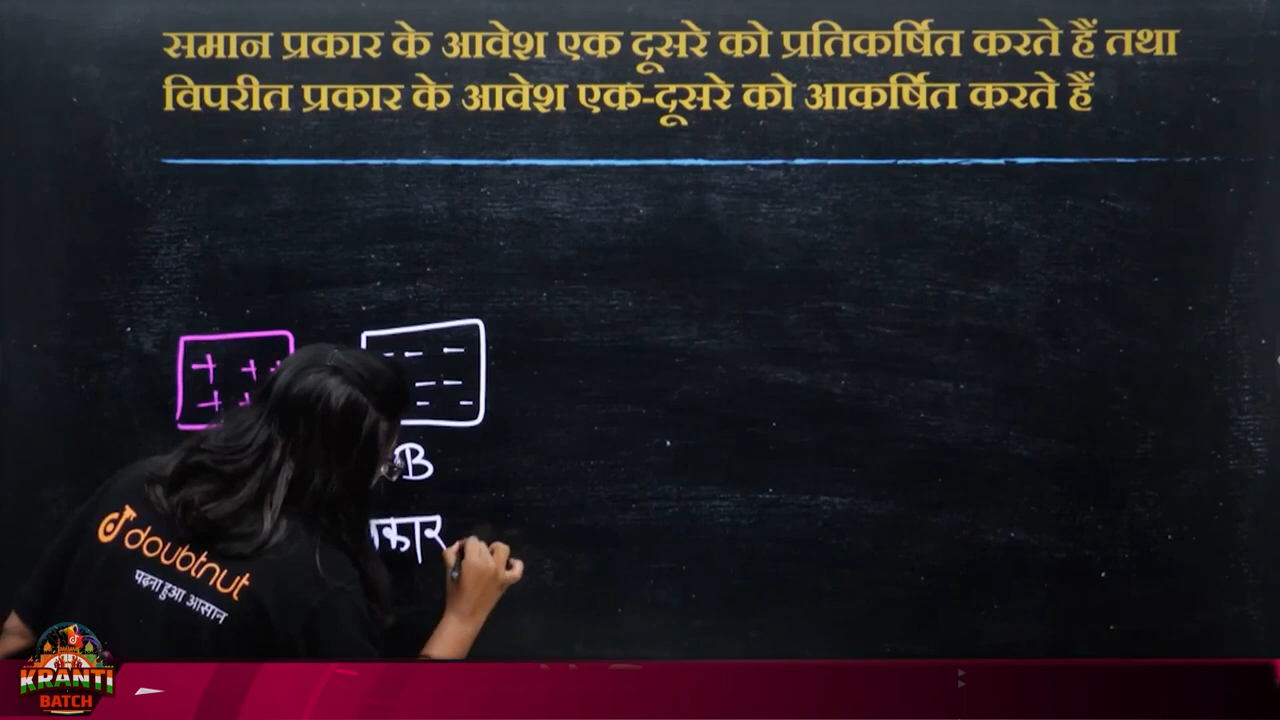 समान प्रकार के आवेश एक दूसरे को प्रतिकर्षित करते हैं तथा
विपरीत प्रकार के आवेश एक-दूसरे को आकर्षित करते हैं
+ +
+
- - -
- -
- -
B
doubtnut
पढ़ना हुआ आसान
KRANTI
BATCH